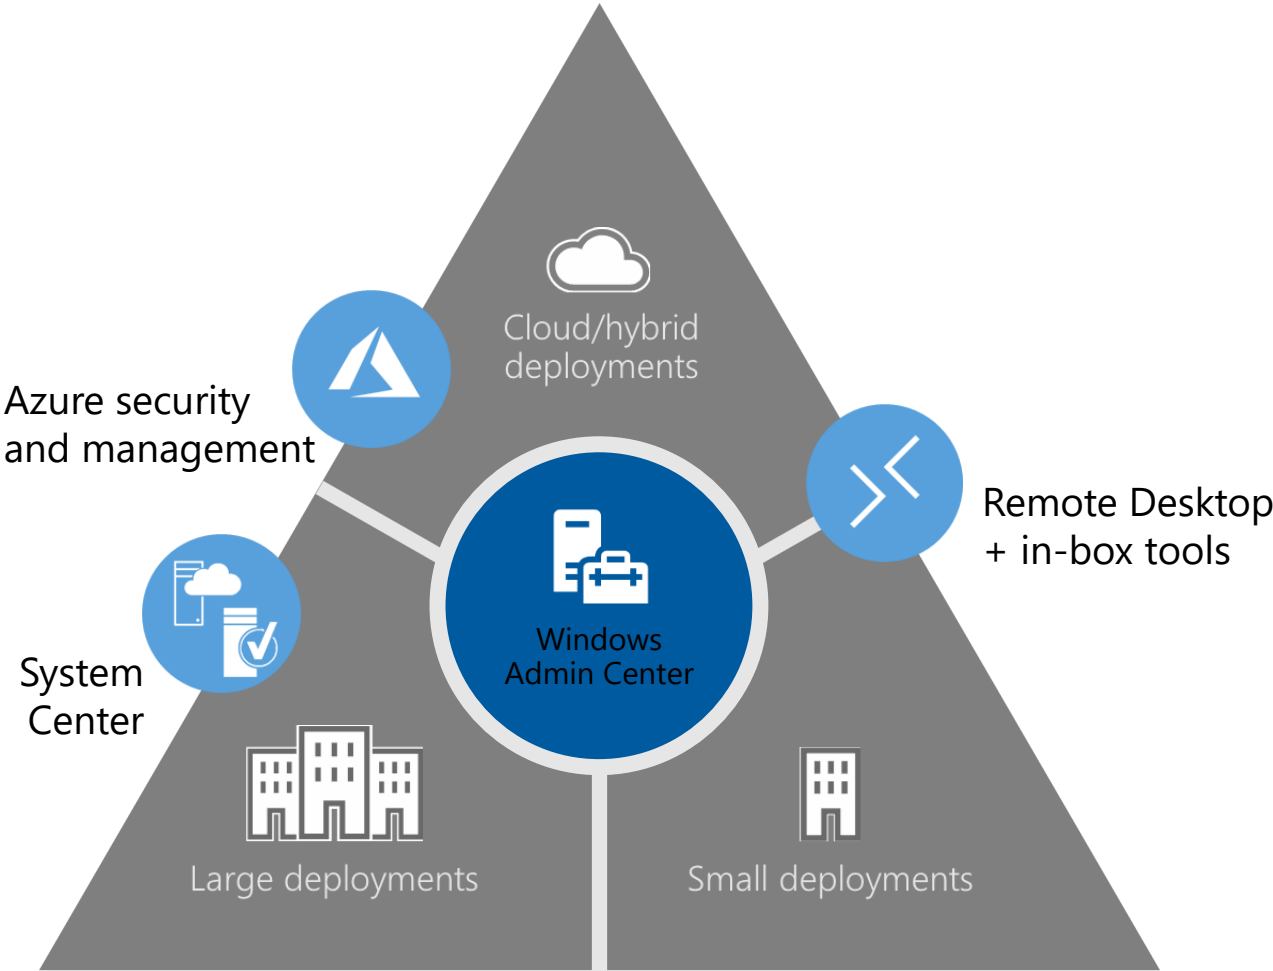 Cloud/hybrid
deployments
Azure security
and management
Remote Desktop
+ in-box tools
Windows
Admin Center
System
Center
Large deployments
Small deployments